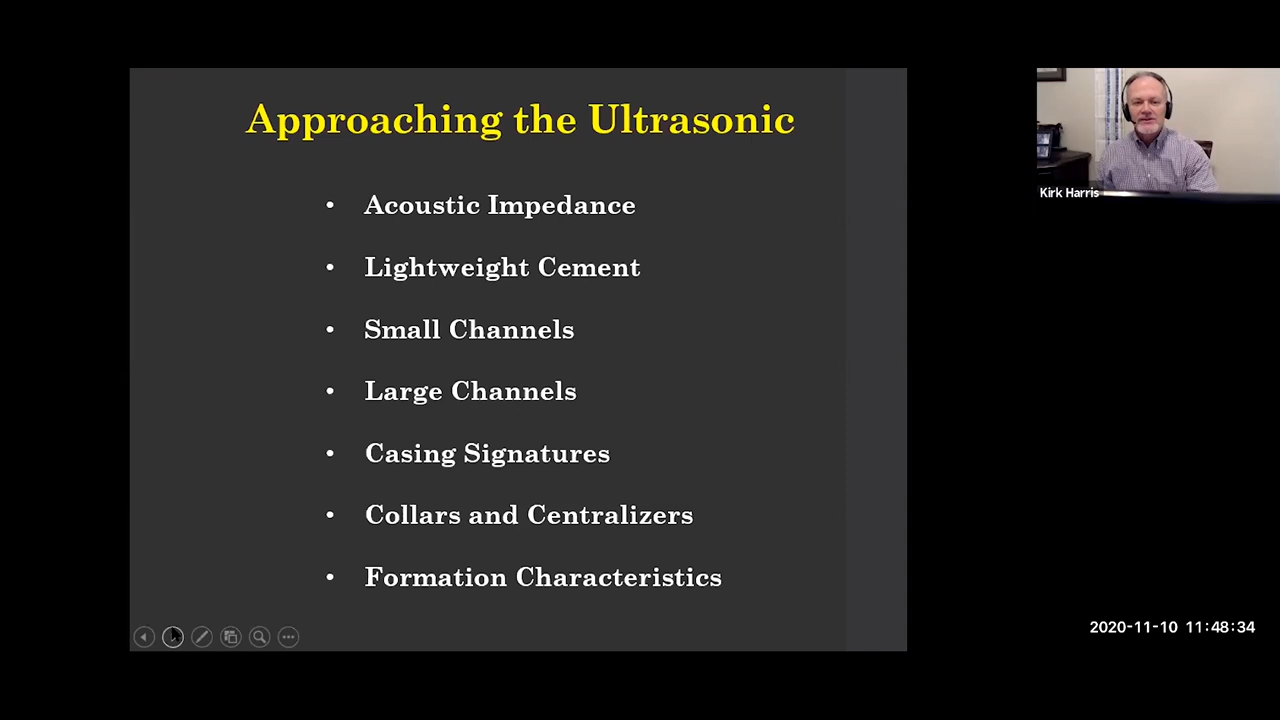 Approaching the Ultrasonic
• Acoustic Impedance
• Lightweight Cement
• Small Channels
• Large Channels
• Casing Signatures
• Collars and Centralizers
• Formation Characteristics
Kirk Harris
2020-11-10 11:48:34